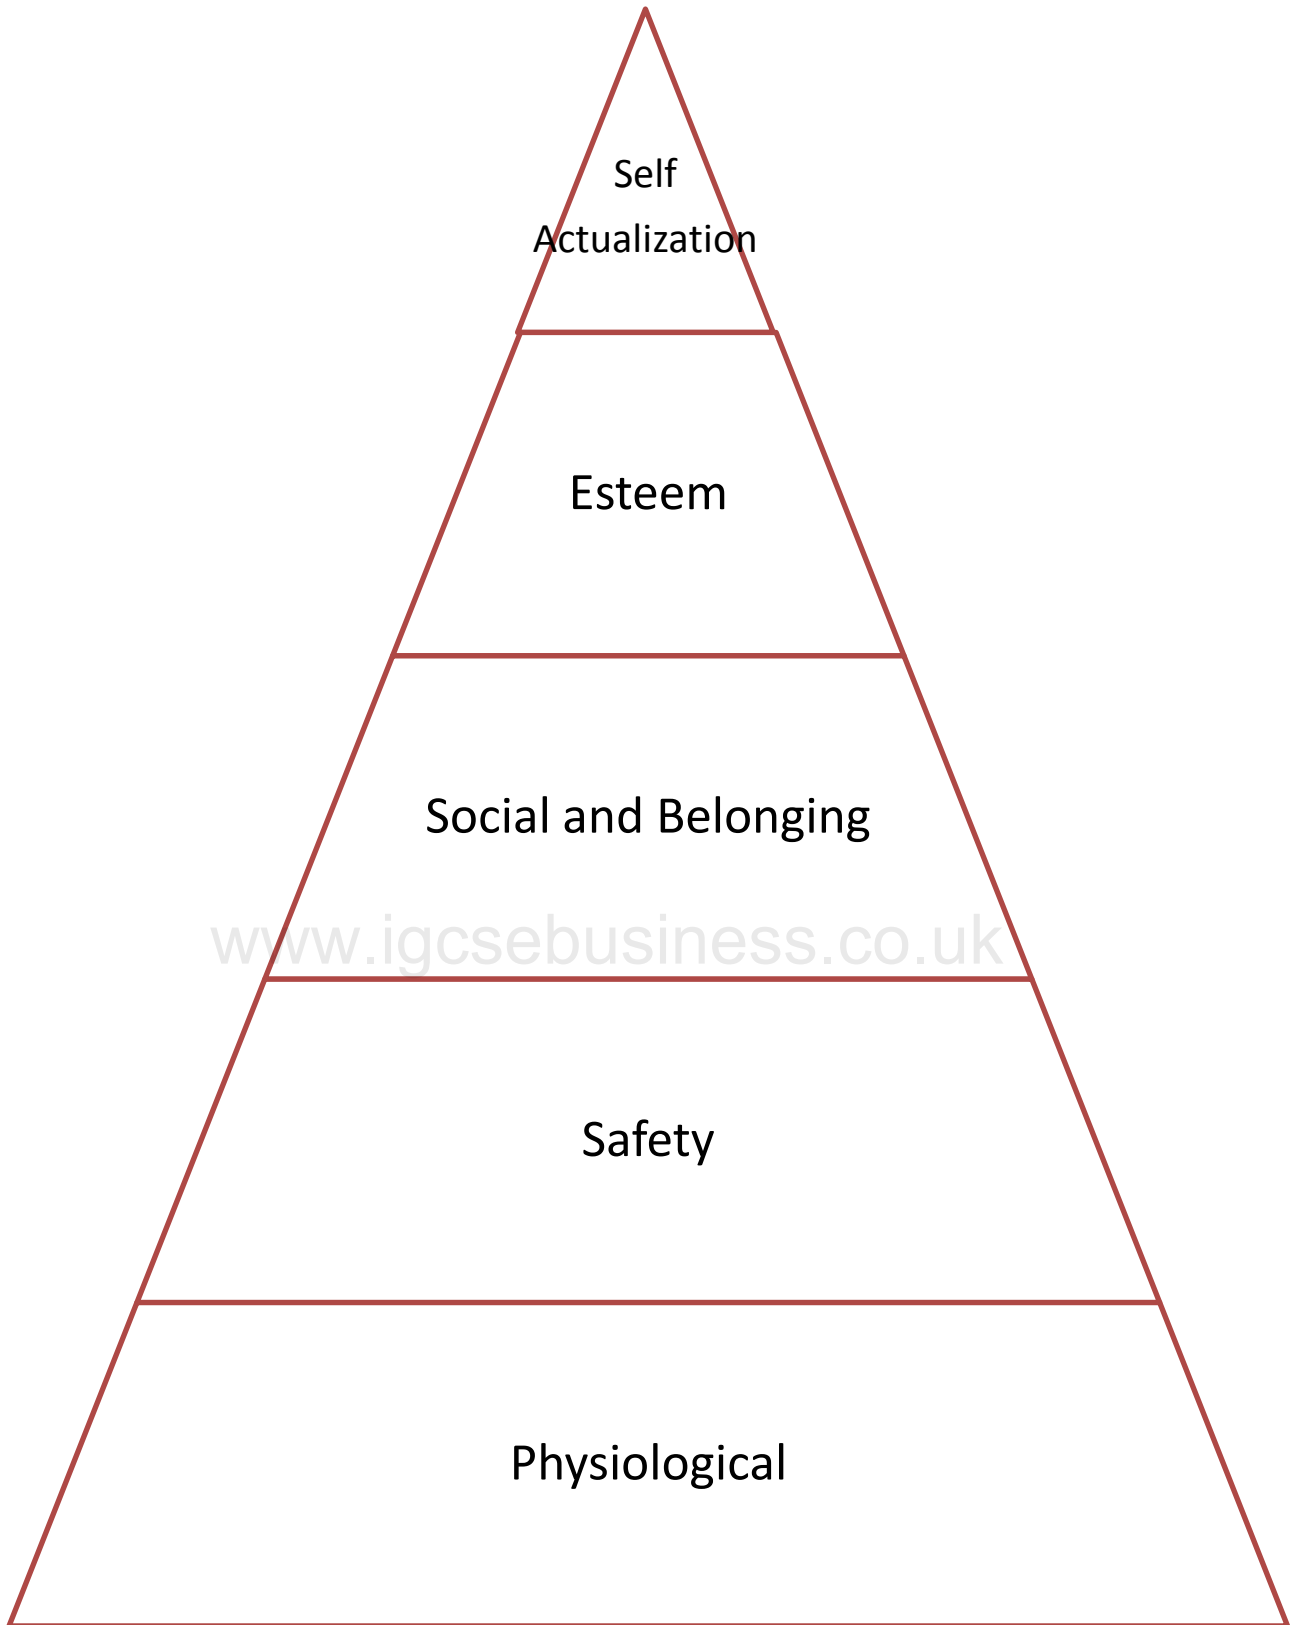 Self
Actualization
Esteem
Social and Belonging
www.igcsebusiness.co.uk
Safety
Physiological